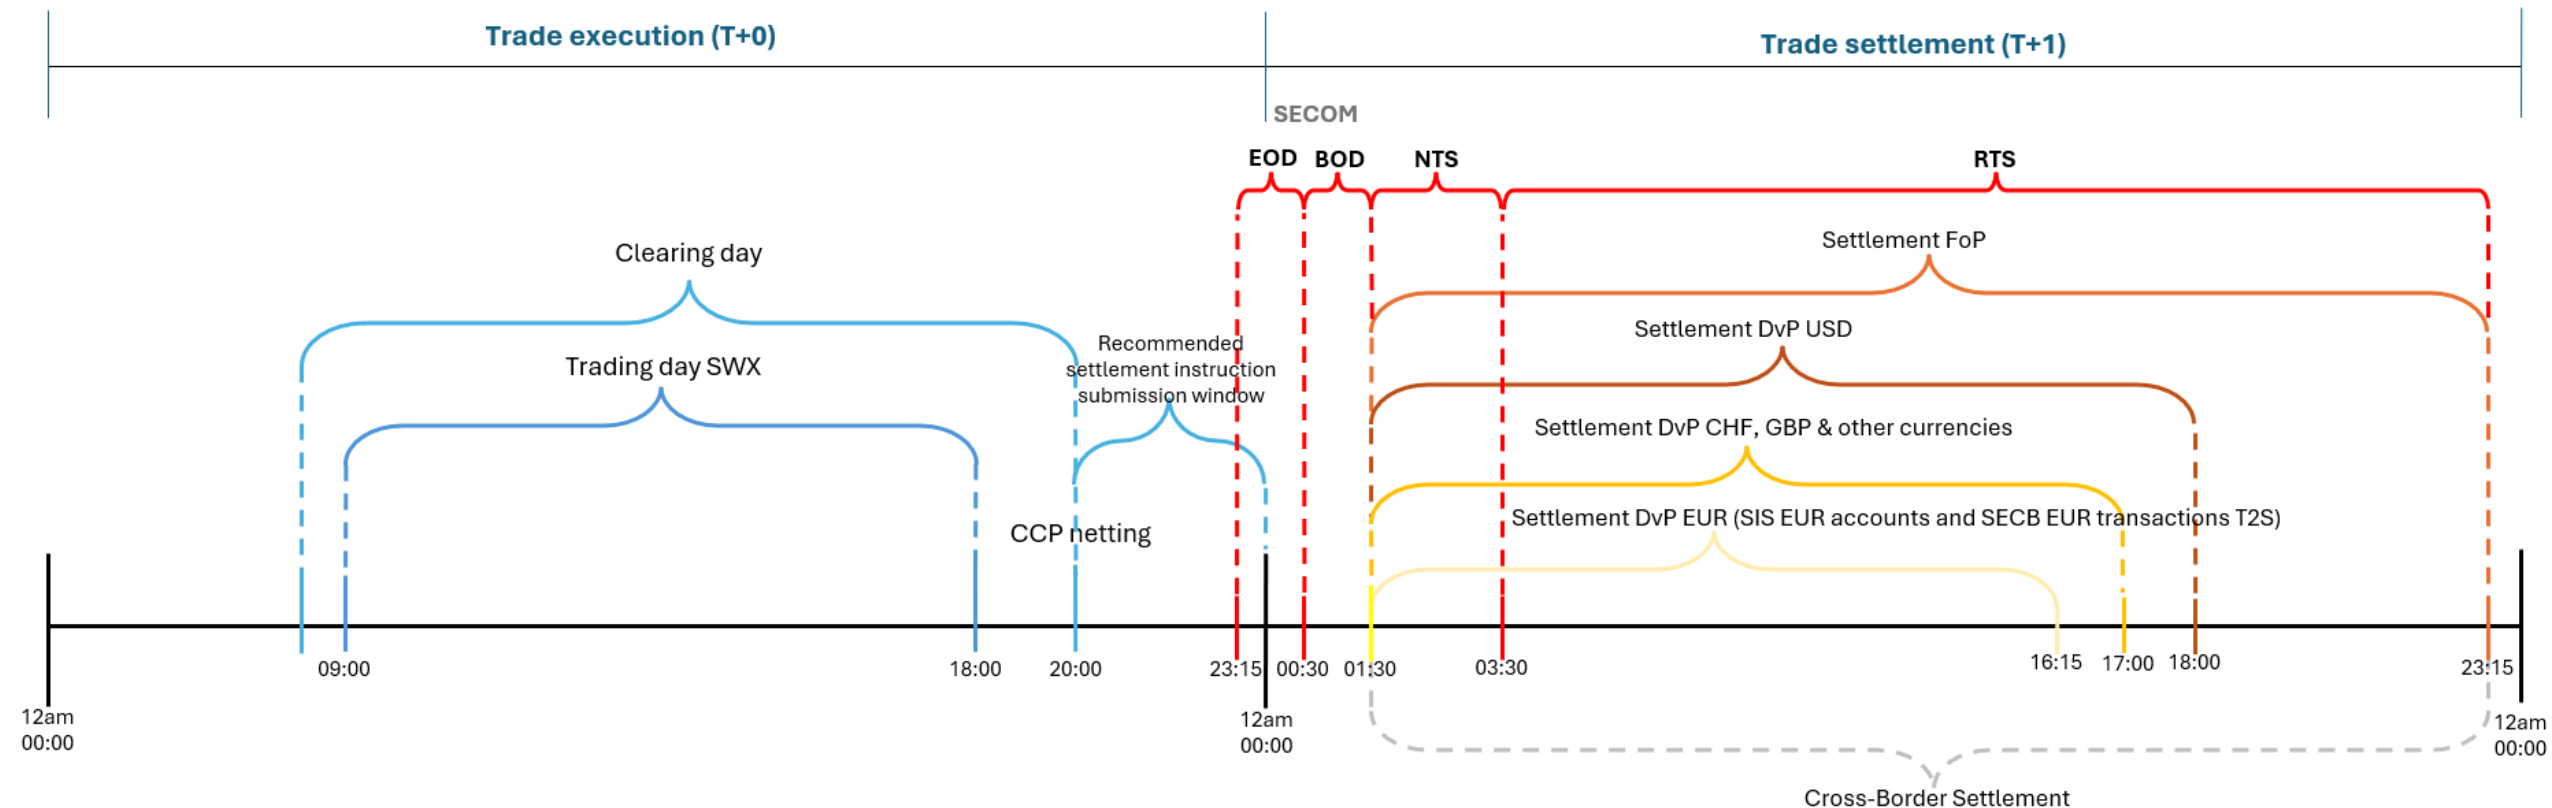 Trade execution (T+0)
Trade settlement (T+1)
SECOM
EOD
BOD
NTS
RTS
Clearing day
Settlement FoP
Trading day SWX
Recommended
settlement instruction
submission window
Settlement DvP USD
Settlement DvP CHF, GBP & other currencies
Settlement DvP EUR (SIS EUR accounts and SECB EUR transactions T2S)
CCP netting
09:00
18:00
20:00
23:15
00:30
01:30
03:30
16:15
17:00
18:00
23:15
12am
00:00
12am
00:00
12am
00:00
Cross-Border Settlement